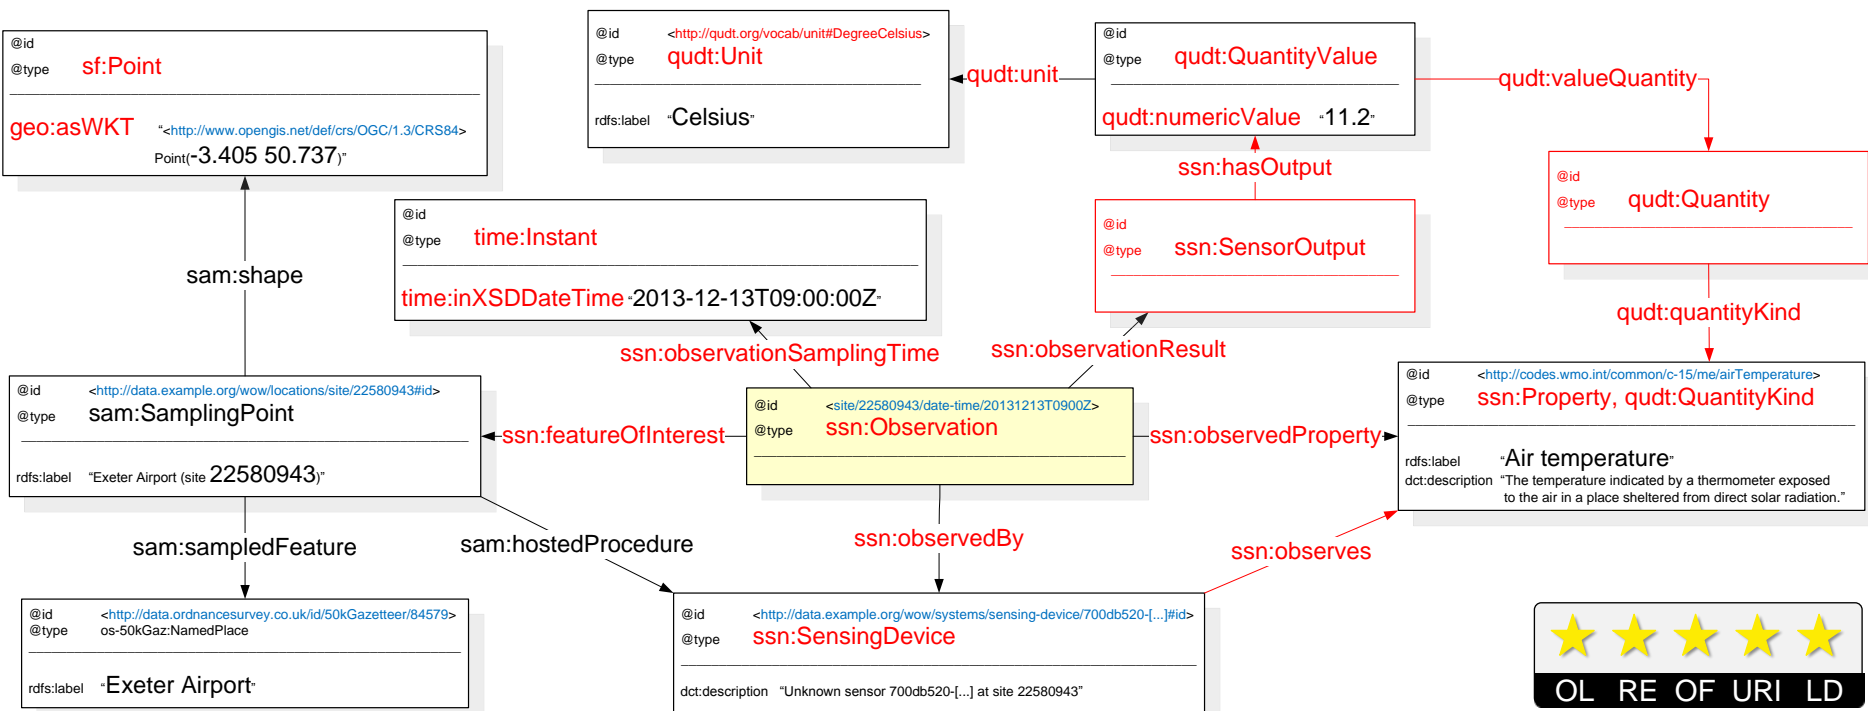 @id
@type sf:Point
geo:asWKT "<http://www.opengis.net/def/crs/OGC/1.3/CRS84>
Point(-3.405 50.737)"
@id <http://qudt.org/vocab/unit#DegreeCelsius>
@type qudt:Unit
rdfs:label "Celsius"
qudt:unit
@id
@type qudt:QuantityValue
qudt:numericValue "11.2"
qudt:valueQuantity
ssn:hasOutput
@id
@type qudt:Quantity
@id
@type time:Instant
time:inXSDDateTime "2013-12-13T09:00:00Z"
@id
@type ssn:SensorOutput
sam:shape
qudt:quantityKind
ssn:observationSamplingTime
ssn:observationResult
@id <http://data.example.org/wow/locations/site/22580943#id>
@type sam:SamplingPoint
rdfs:label "Exeter Airport (site 22580943)"
ssn:featureOfInterest
@id <site/22580943/date-time/20131213T0900Z>
@type ssn:Observation
ssn:observedProperty
@id <http://codes.wmo.int/common/c-15/me/airTemperature>
@type ssn:Property, qudt:QuantityKind
rdfs:label "Air temperature"
dct:description "The temperature indicated by a thermometer exposed
to the air in a place sheltered from direct solar radiation."
sam:sampledFeature
sam:hostedProcedure
ssn:observedBy
ssn:observes
@id <http://data.ordnancesurvey.co.uk/id/50kGazetteer/84579>
@type os-50kGaz:NamedPlace
rdfs:label "Exeter Airport"
@id <http://data.example.org/wow/systems/sensing-device/700db520-[...]#id>
@type ssn:SensingDevice
dct:description "Unknown sensor 700db520-[...] at site 22580943"
OL RE OF URI LD